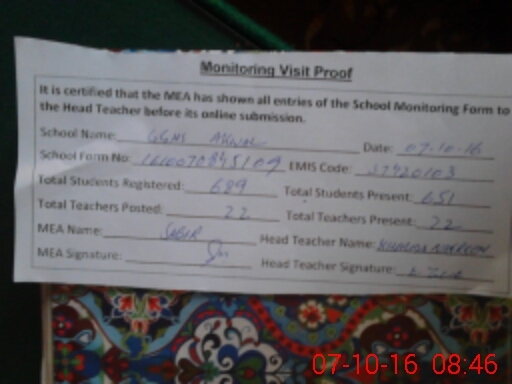 Monitoring Visit Proof
It is certified that the MEA has shown all entries of the School Monitoring Form to
the Head Teacher before its online submission.
School Name: GGHS Date: 07-10-16
School Form No: EMIS Code: 37420103
Total Students Registered: 689 Total Students Present: 651
Total Teachers Posted: 22 Total Teachers Present: 22
MEA Name: SABIR Head Teacher Name:
MEA Signature: Head Teacher Signature:
07-10-16 08:46